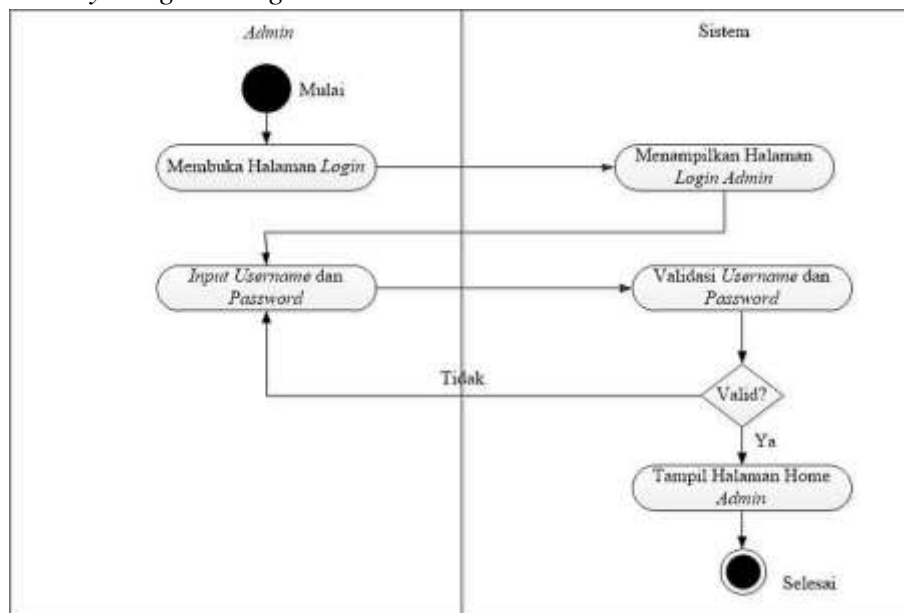 Admin
Sistem
Mulai
Membuka Halaman Login
Menampilkan Halaman
Login Admin
Input Username dan
Password
Validasi Username dan
Password
Tidak
Valid?
Ya
Tampil Halaman Home
Admin
Selesai